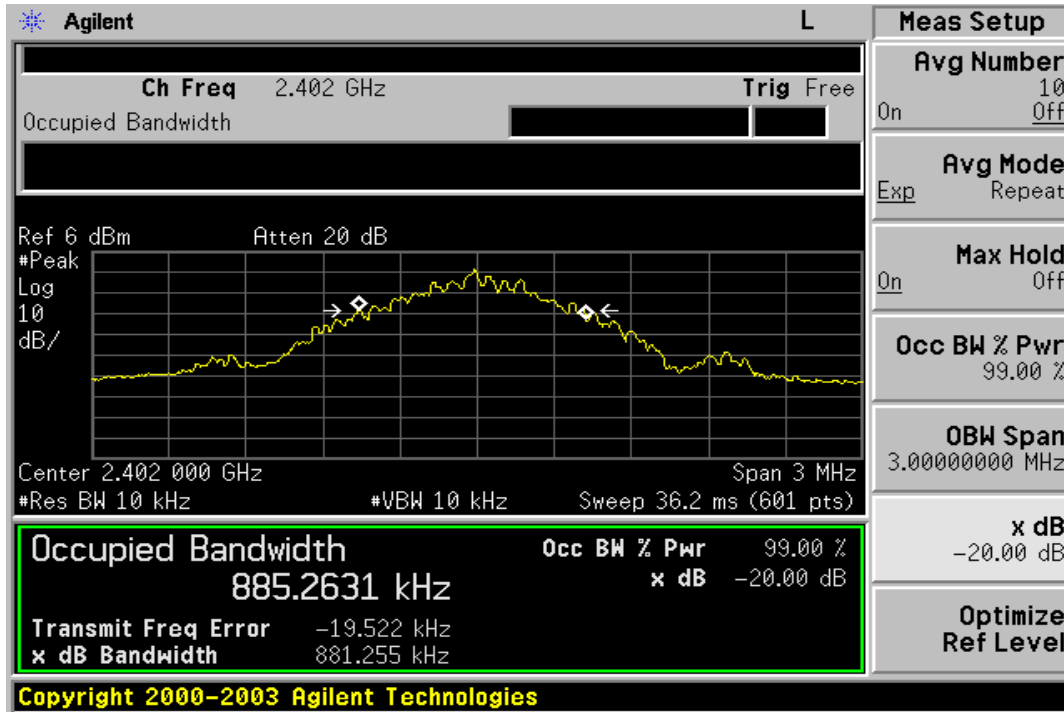 Agilent L
Ch Freq 2.402 GHz Trig Free
Occupied Bandwidth
Ref 6 dBm Atten 20 dB
#Peak
Log
10
dB/
Center 2.402 000 GHz Span 3 MHz
#Res BW 10 kHz #VBW 10 kHz Sweep 36.2 ms (601 pts)
Occupied Bandwidth Occ BW % Pwr 99.00 %
885.2631 kHz x dB -20.00 dB
Transmit Freq Error -19.522 kHz
x dB Bandwidth 881.255 kHz
Copyright 2000-2003 Agilent Technologies
Meas Setup
Avg Number
10
On Off
Avg Mode
Exp Repeat
Max Hold
On Off
Occ BW % Pwr
99.00 %
OBW Span
3.00000000 MHz
x dB
-20.00 dB
Optimize
Ref Level